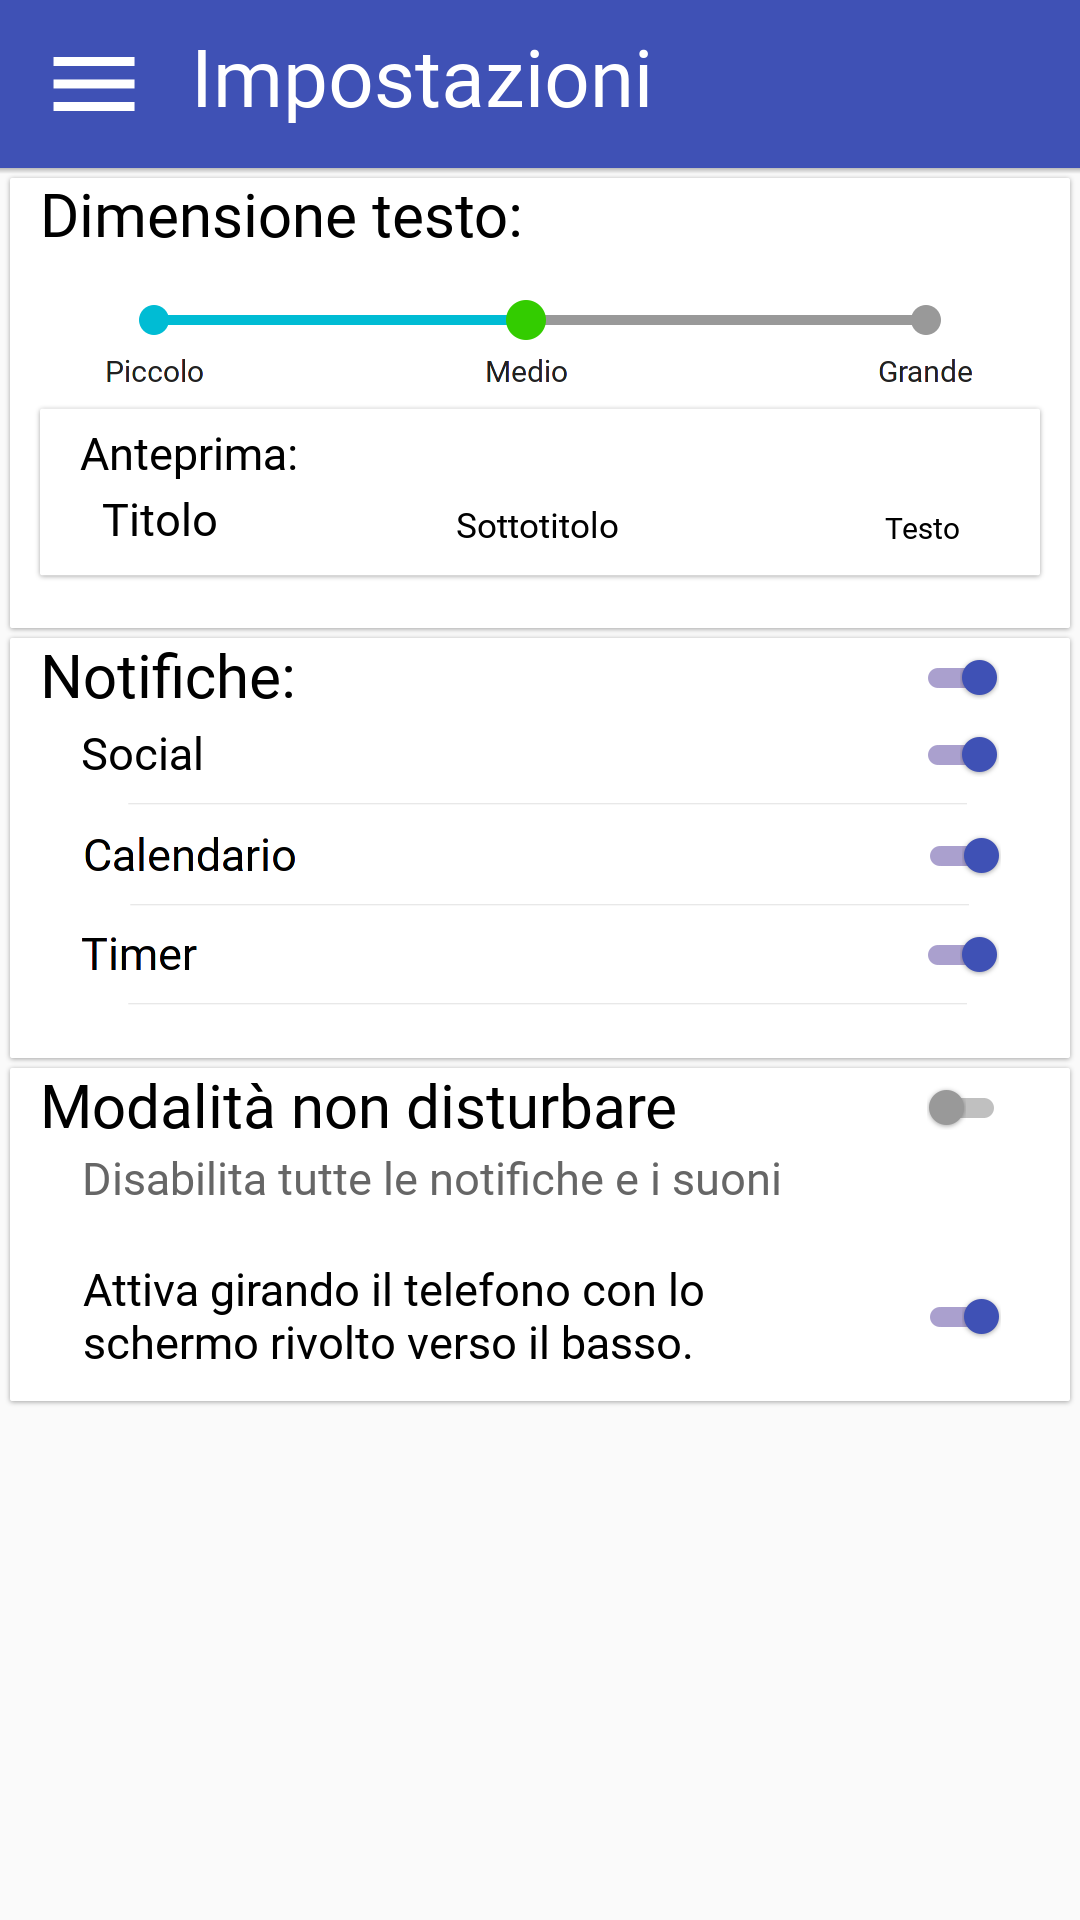 Impostazioni
Dimensione testo:
Piccolo Medio Grande
Anteprima:
Titolo Sottotitolo Testo
Notifiche:
Social
Calendario
Timer
Modalità non disturbare
Disabilita tutte le notifiche e i suoni
Attiva girando il telefono con lo
schermo rivolto verso il basso.